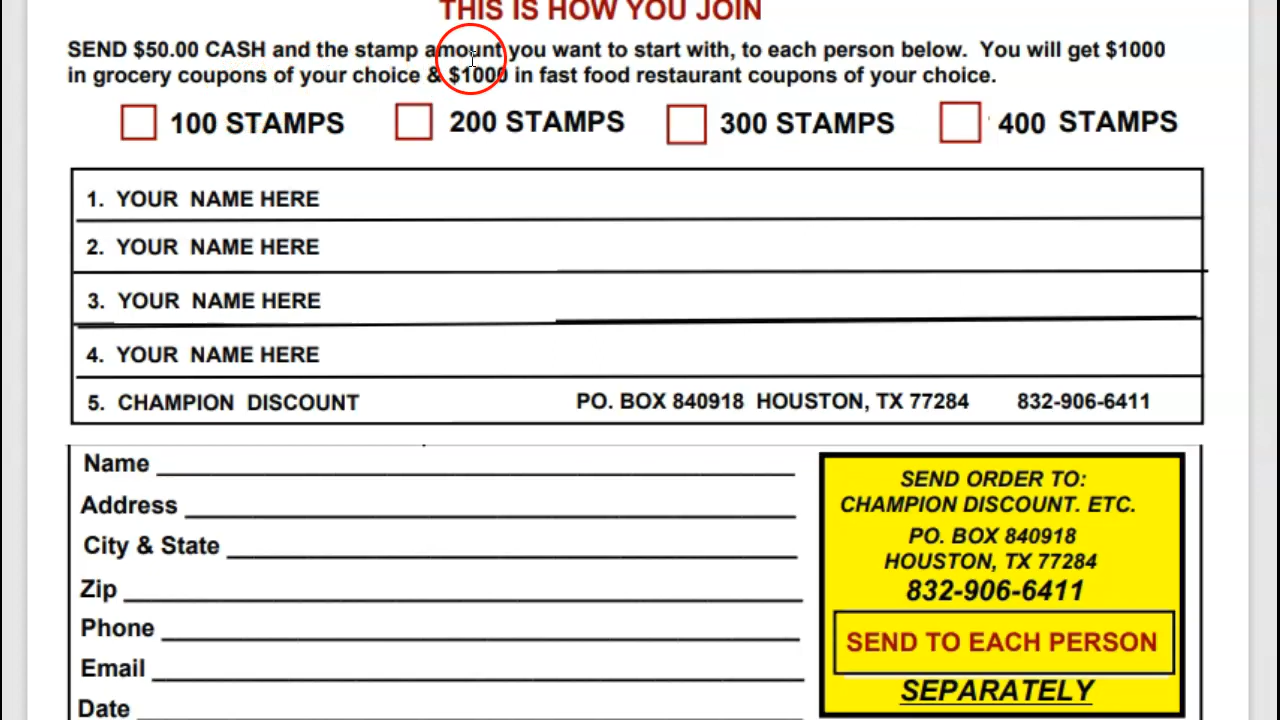 THIS IS HOW YOU JOIN
SEND $50.00 CASH and the stamp amount you want to start with, to each person below. You will get $1000
in grocery coupons of your choice & $1000 in fast food restaurant coupons of your choice.
100 STAMPS 200 STAMPS 300 STAMPS 400 STAMPS
1. YOUR NAME HERE
2. YOUR NAME HERE
3. YOUR NAME HERE
4. YOUR NAME HERE
5. CHAMPION DISCOUNT PO. BOX 840918 HOUSTON, TX 77284 832-906-6411
Name
Address
City & State
Zip
Phone
Email
Date
SEND ORDER TO:
CHAMPION DISCOUNT. ETC.
PO. BOX 840918
HOUSTON, TX 77284
832-906-6411
SEND TO EACH PERSON
SEPARATELY